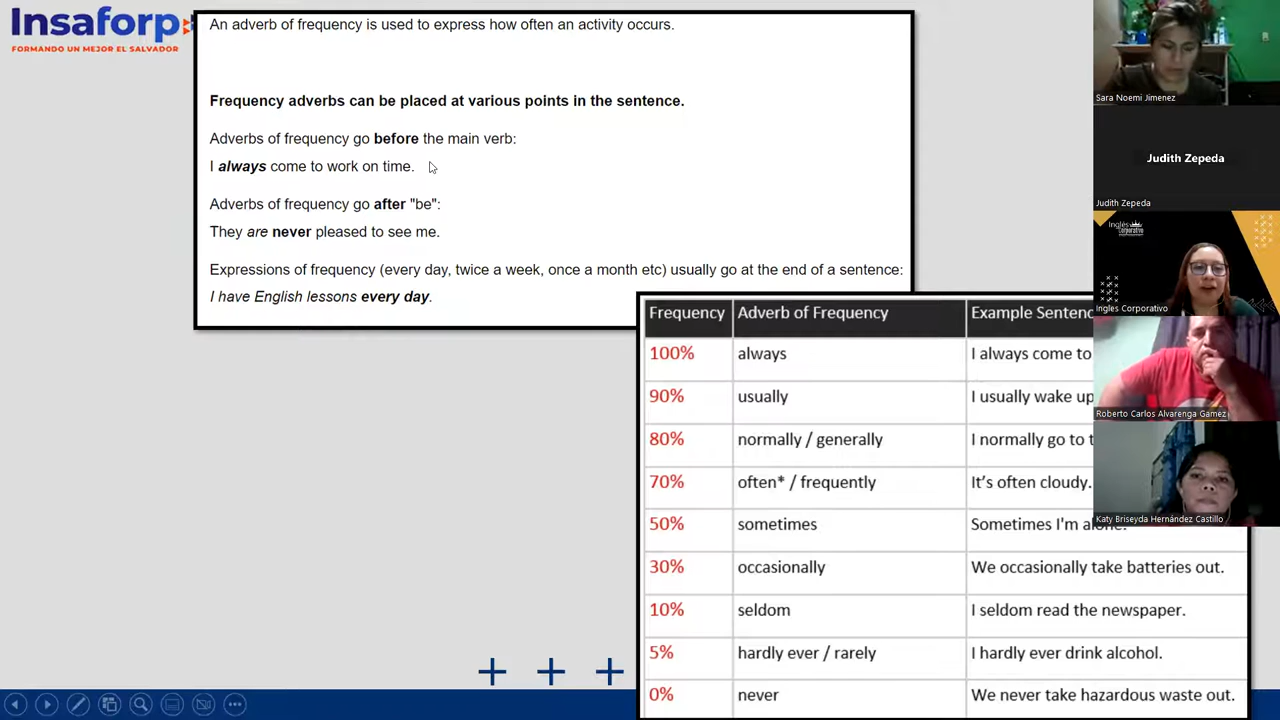 Insaforp
FORMANDO UN MEJOR EL SALVADOR
An adverb of frequency is used to express how often an activity occurs.
Frequency adverbs can be placed at various points in the sentence.
Adverbs of frequency go before the main verb:
I always come to work on time.
Adverbs of frequency go after "be":
They are never pleased to see me.
Expressions of frequency (every day, twice a week, once a month etc) usually go at the end of a sentence:
I have English lessons every day.
Frequency Adverb of Frequency Example Sentenc
100% always I always come to
90% usually I usually wake up
80% normally / generally I normally go to t
70% often* / frequently It's often cloudy.
50% sometimes Sometimes I'm alone.
30% occasionally We occasionally take batteries out.
10% seldom I seldom read the newspaper.
5% hardly ever / rarely I hardly ever drink alcohol.
0% never We never take hazardous waste out.
Sara Noemi Jimenez
Judith Zepeda
Judith Zepeda
Inglés
Corporativo
Ingles Corporativo
Roberto Carlos Alvarenga Gamez
Katy Briseyda Hernández Castillo